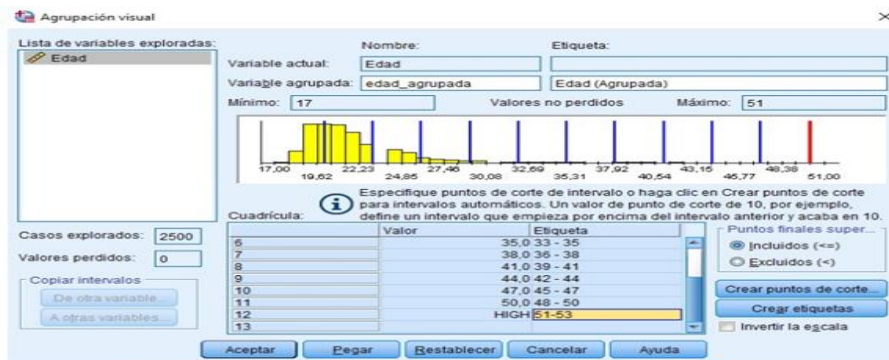 Agrupación visual
Lista de variables exploradas:
Edad
Nombre:
Etiqueta:
Variable actual:
Edad
Variable agrupada:
edad_agrupada
Edad (Agrupada)
Mínimo:
17
Valores no perdidos
Máximo:
51
17,00 22,23 27,46 32,69 37,92 43,15 48,38
19,62 24,85 30,08 35,31 40,54 45,77 51,00
Especifique puntos de corte de intervalo o haga clic en Crear puntos de corte
para intervalos automáticos. Un valor de punto de corte de 10, por ejemplo,
define un intervalo que empieza por encima del intervalo anterior y acaba en 10.
Cuadrícula:
Valor Etiqueta
6 35,0 33 - 35
7 38,0 36 - 38
8 41,0 39 - 41
9 44,0 42 - 44
10 47,0 45 - 47
11 50,0 48 - 50
12 HIGH 51-53
13
Casos explorados:
2500
Valores perdidos:
0
Copiar intervalos
De otra variable...
A otras variables...
Puntos finales super...
Incluidos (<=)
Excluidos (<)
Crear puntos de corte...
Crear etiquetas
Invertir la escala
Aceptar Pegar Restablecer Cancelar Ayuda